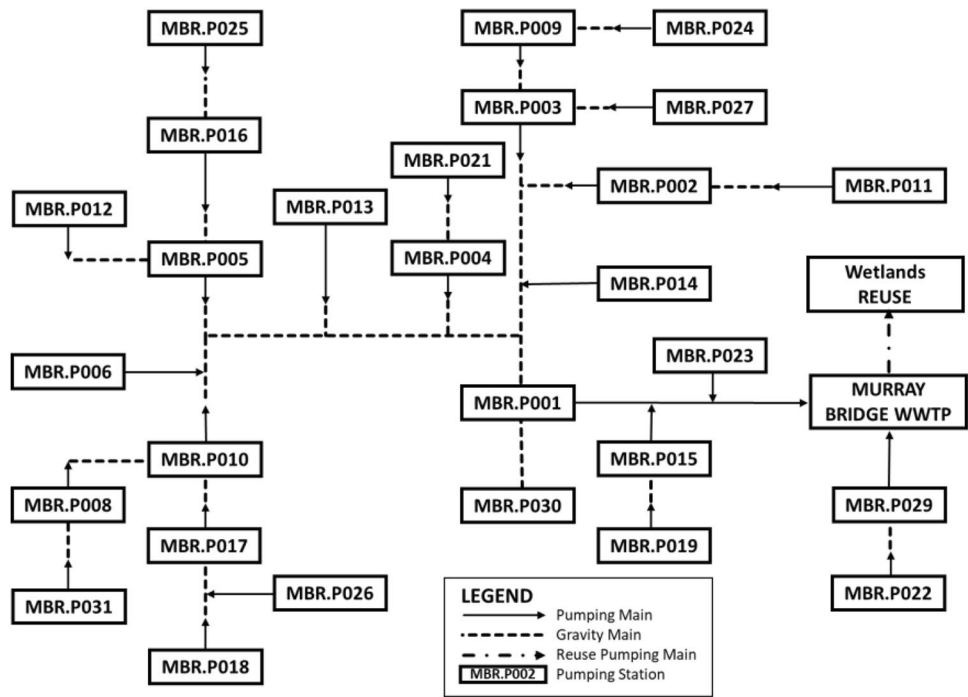 MBR.P025
MBR.P009
MBR.P024
MBR.P003
MBR.P027
MBR.P016
MBR.P021
MBR.P002
MBR.P011
MBR.P012
MBR.P013
MBR.P005
MBR.P004
MBR.P014
Wetlands
REUSE
MBR.P023
MBR.P006
MBR.P001
MURRAY
BRIDGE WWTP
MBR.P010
MBR.P015
MBR.P008
MBR.P030
MBR.P029
MBR.P017
MBR.P019
MBR.P031
MBR.P026
MBR.P022
MBR.P018
LEGEND
Pumping Main
Gravity Main
Reuse Pumping Main
MBR.P002 Pumping Station